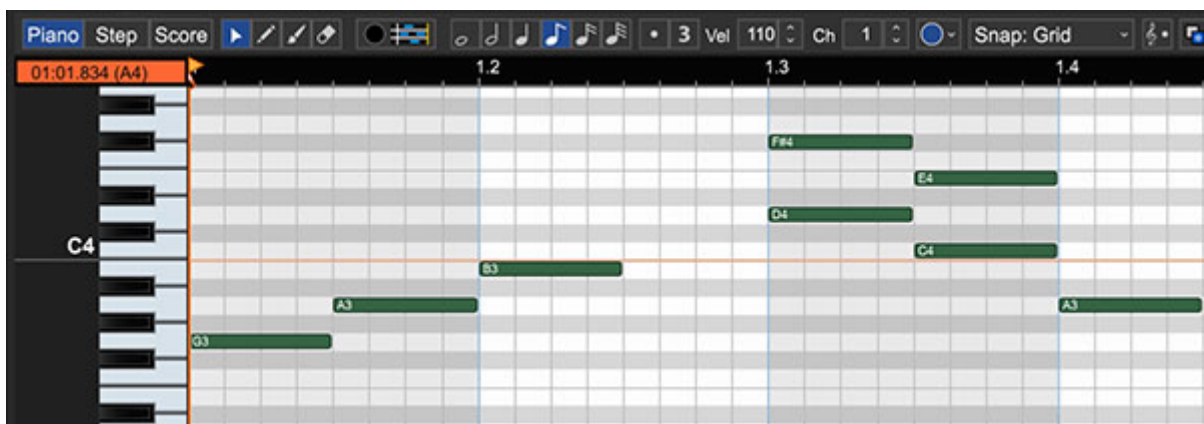 Piano Step Score 3 Vel 110 Ch 1 Snap: Grid
01:01.834 (A4) 1.2 1.3 1.4
F#4
E4
D4
C4 C4
B3
A3 A3
G3